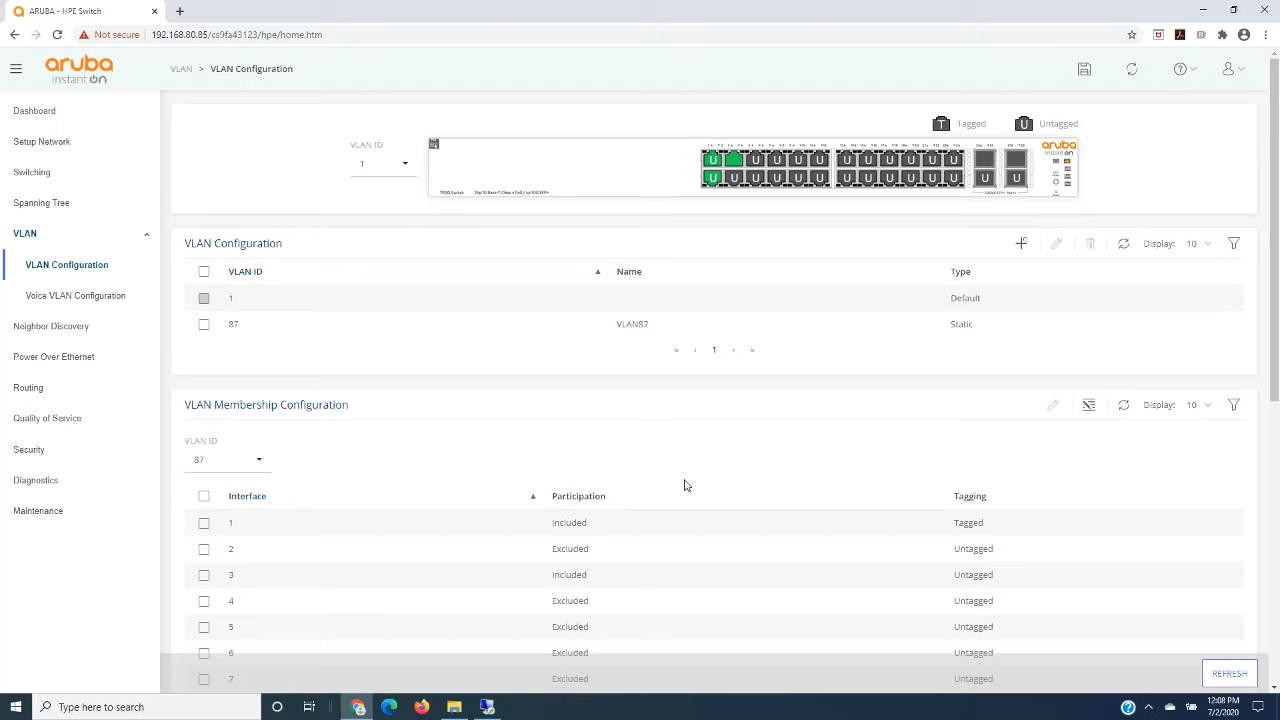 ARUBA - HPE Switch
Not secure
192.168.80.85/cs9fa43123/hpe/home.htm
aruba
instant on
VLAN > VLAN Configuration
Dashboard
Setup Network
Switching
Spanning Tree
VLAN
VLAN Configuration
Voice VLAN Configuration
Neighbor Discovery
Power Over Ethernet
Routing
Quality of Service
Security
Diagnostics
Maintenance
T Tagged U Untagged
VLAN ID
1
aruba
instant on
U U U U U U U U U U U
U U U U U U U U U U U U U U
1930 Switch
VLAN Configuration
Display: 10
VLAN ID Name Type
1 Default
87 VLAN87 Static
« ‹ 1 › »
VLAN Membership Configuration
Display: 10
VLAN ID
87
Interface Participation Tagging
1 Included Tagged
2 Excluded Untagged
3 Included Untagged
4 Excluded Untagged
5 Excluded Untagged
6 Excluded Untagged
7 Excluded Untagged
REFRESH
Type here to search
12:08 PM
7/2/2020